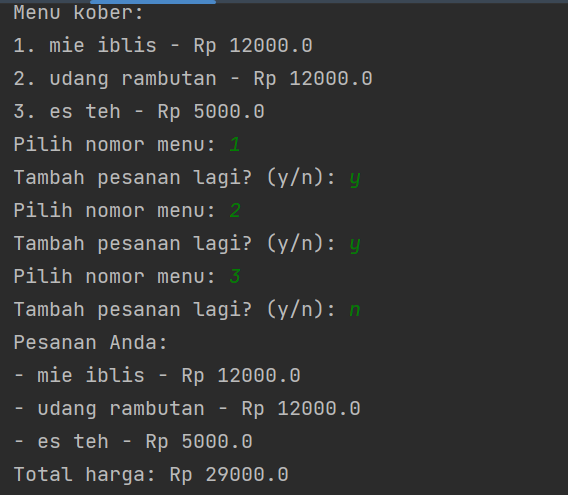 Menu kober:
1. mie iblis - Rp 12000.0
2. udang rambutan - Rp 12000.0
3. es teh - Rp 5000.0
Pilih nomor menu: 1
Tambah pesanan lagi? (y/n): y
Pilih nomor menu: 2
Tambah pesanan lagi? (y/n): y
Pilih nomor menu: 3
Tambah pesanan lagi? (y/n): n
Pesanan Anda:
- mie iblis - Rp 12000.0
- udang rambutan - Rp 12000.0
- es teh - Rp 5000.0
Total harga: Rp 29000.0